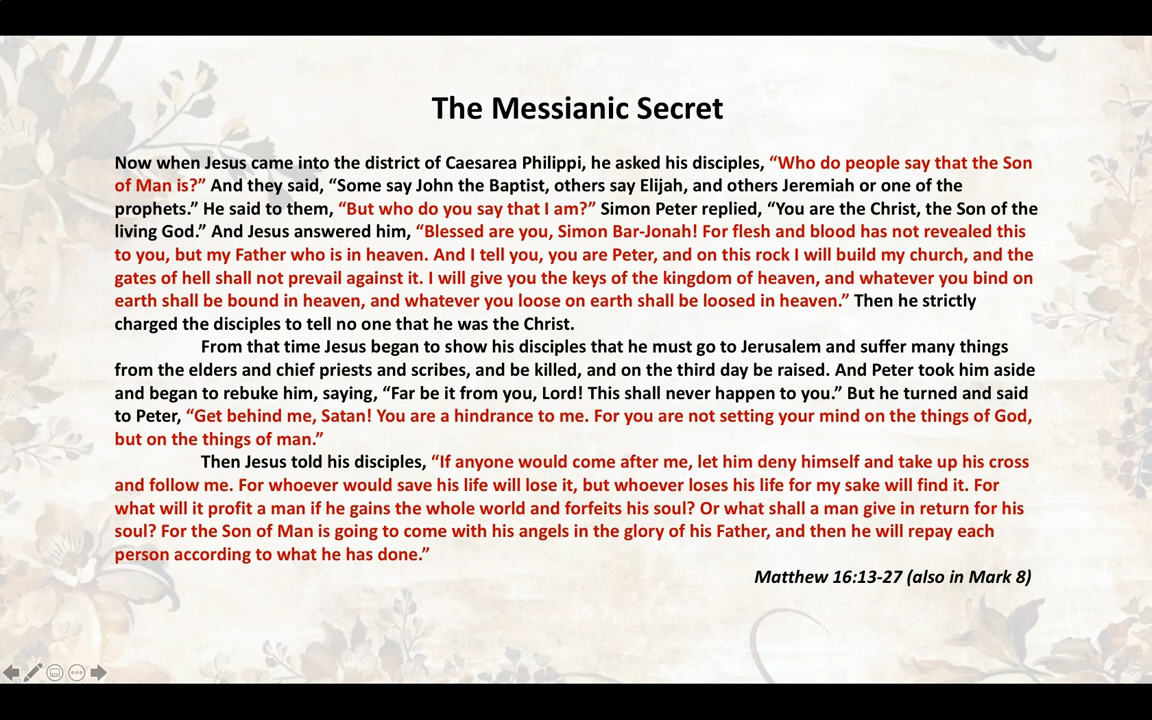 The Messianic Secret
Now when Jesus came into the district of Caesarea Philippi, he asked his disciples, “Who do people say that the Son
of Man is?” And they said, “Some say John the Baptist, others say Elijah, and others Jeremiah or one of the
prophets.” He said to them, “But who do you say that I am?” Simon Peter replied, “You are the Christ, the Son of the
living God.” And Jesus answered him, “Blessed are you, Simon Bar-Jonah! For flesh and blood has not revealed this
to you, but my Father who is in heaven. And I tell you, you are Peter, and on this rock I will build my church, and the
gates of hell shall not prevail against it. I will give you the keys of the kingdom of heaven, and whatever you bind on
earth shall be bound in heaven, and whatever you loose on earth shall be loosed in heaven.” Then he strictly
charged the disciples to tell no one that he was the Christ.
From that time Jesus began to show his disciples that he must go to Jerusalem and suffer many things
from the elders and chief priests and scribes, and be killed, and on the third day be raised. And Peter took him aside
and began to rebuke him, saying, “Far be it from you, Lord! This shall never happen to you.” But he turned and said
to Peter, “Get behind me, Satan! You are a hindrance to me. For you are not setting your mind on the things of God,
but on the things of man.”
Then Jesus told his disciples, “If anyone would come after me, let him deny himself and take up his cross
and follow me. For whoever would save his life will lose it, but whoever loses his life for my sake will find it. For
what will it profit a man if he gains the whole world and forfeits his soul? Or what shall a man give in return for his
soul? For the Son of Man is going to come with his angels in the glory of his Father, and then he will repay each
person according to what he has done.”
Matthew 16:13-27 (also in Mark 8)